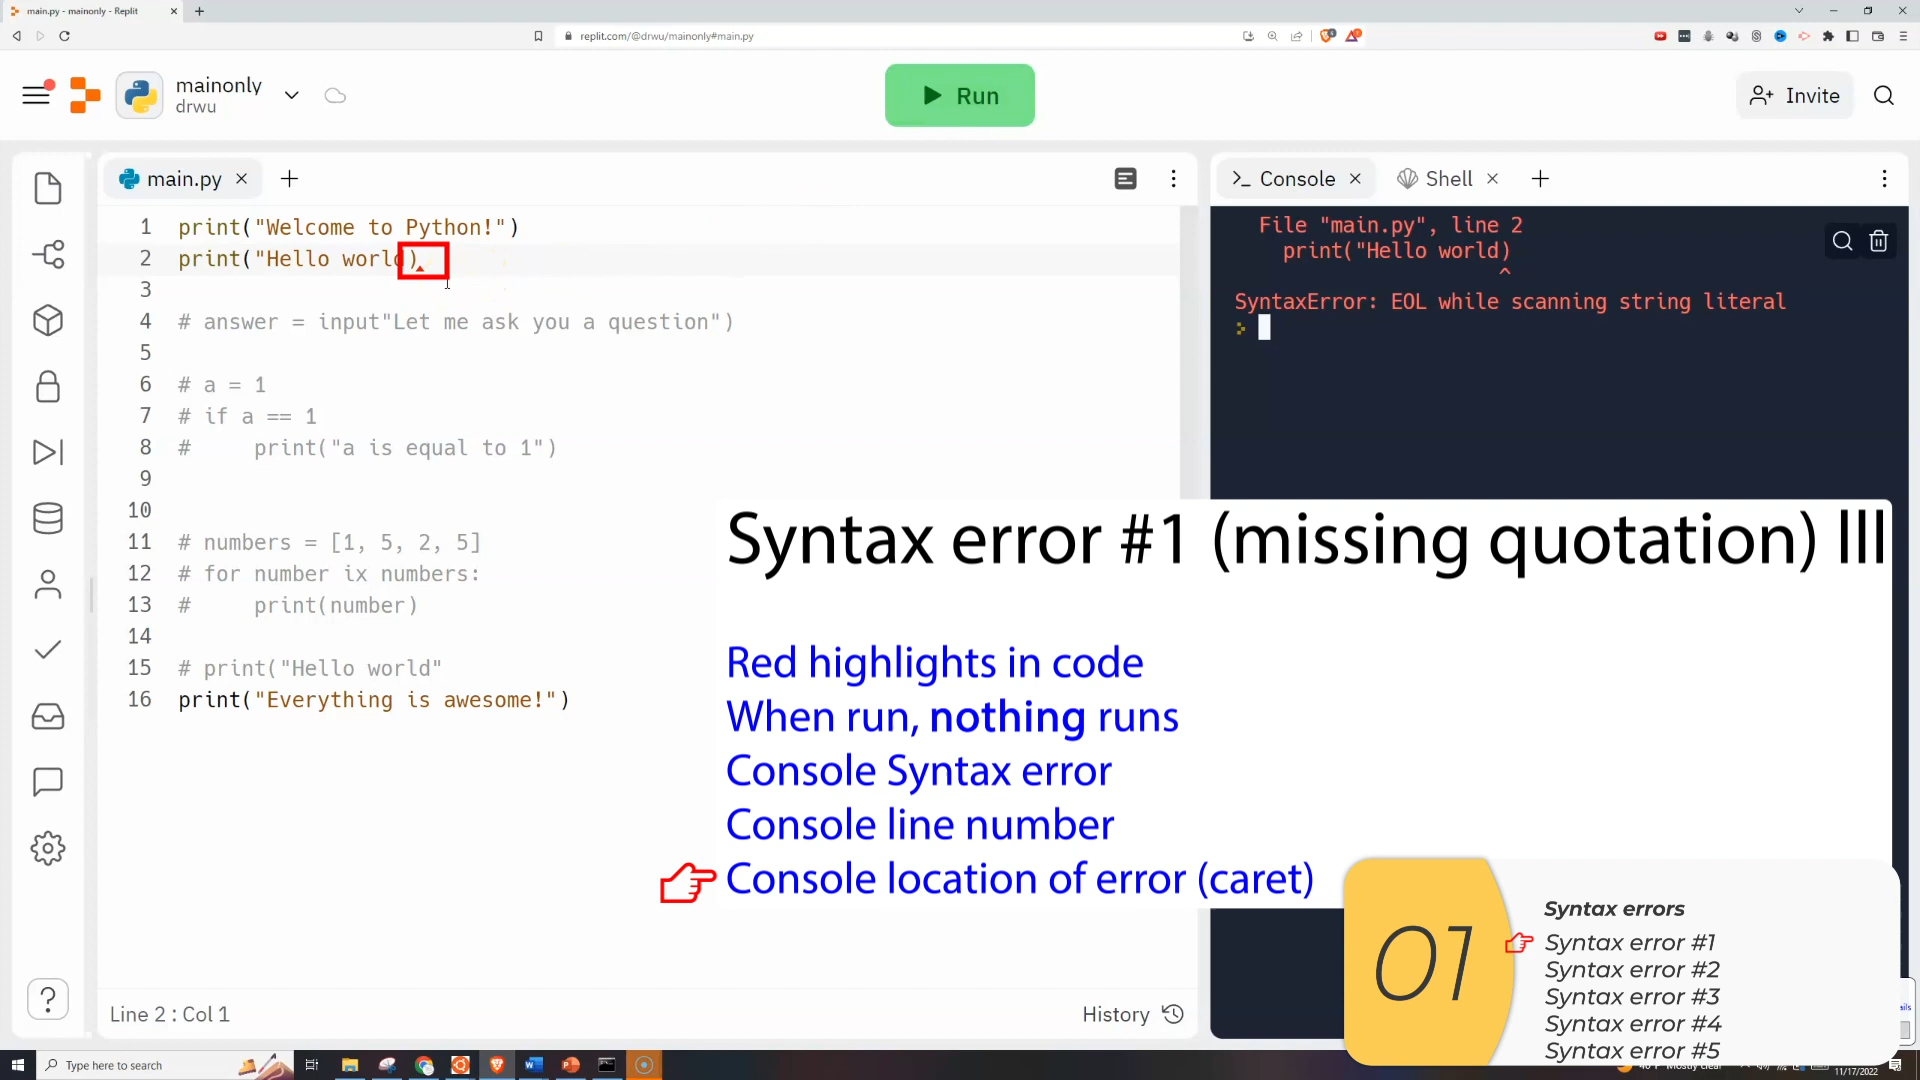 main.py - mainonly - Replit
replit.com/@drwu/mainonly#main.py
mainonly
drwu
Run
Invite
main.py
Console
Shell
1 print("Welcome to Python!")
2 print("Hello world)
3
4 # answer = input"Let me ask you a question")
5
6 # a = 1
7 # if a == 1
8 #     print("a is equal to 1")
9
10
11 # numbers = [1, 5, 2, 5]
12 # for number ix numbers:
13 #     print(number)
14
15 # print("Hello world"
16 print("Everything is awesome!")
File "main.py", line 2
print("Hello world)
^
SyntaxError: EOL while scanning string literal
Syntax error #1 (missing quotation) lll
Red highlights in code
When run, nothing runs
Console Syntax error
Console line number
Console location of error (caret)
01
Syntax errors
Syntax error #1
Syntax error #2
Syntax error #3
Syntax error #4
Syntax error #5
Line 2 : Col 1
History
Type here to search
11/17/2022